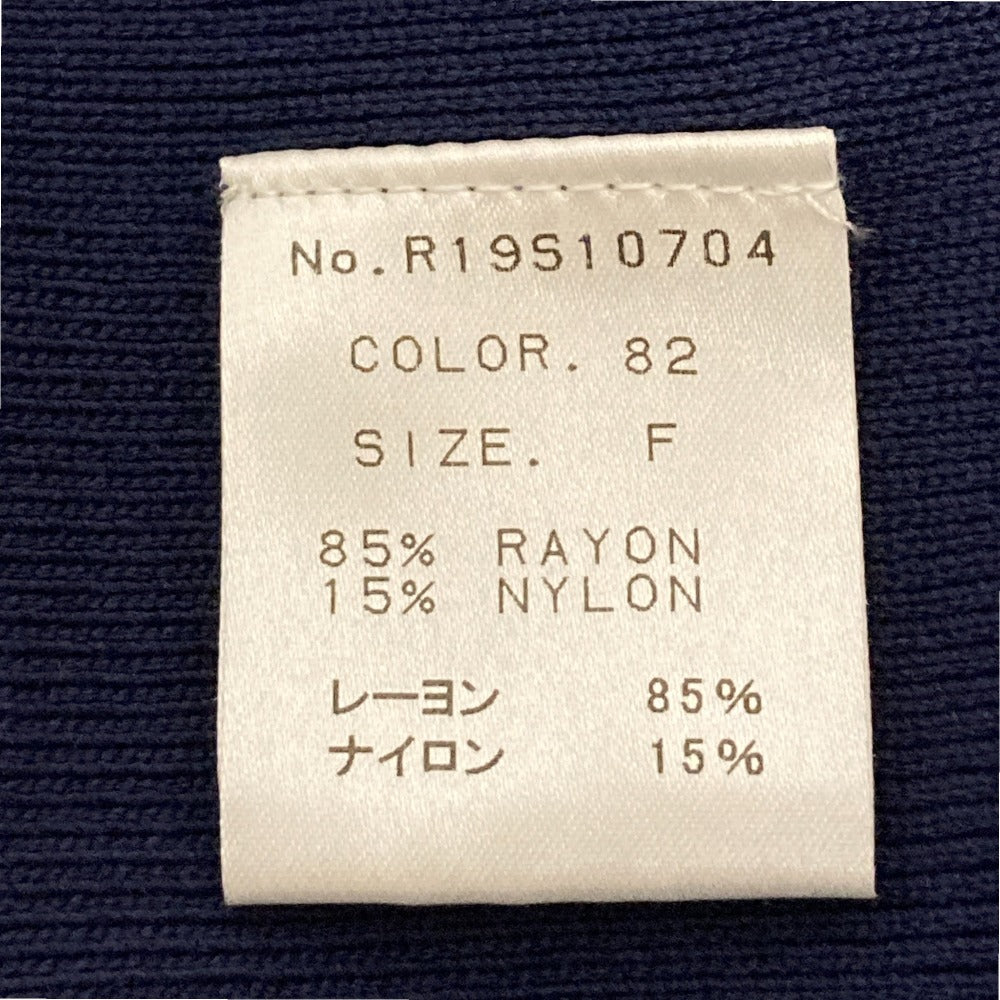 No.R19S10704
COLOR. 82
SIZE. F
85% RAYON
15% NYLON
レーヨン 85%
ナイロン 15%